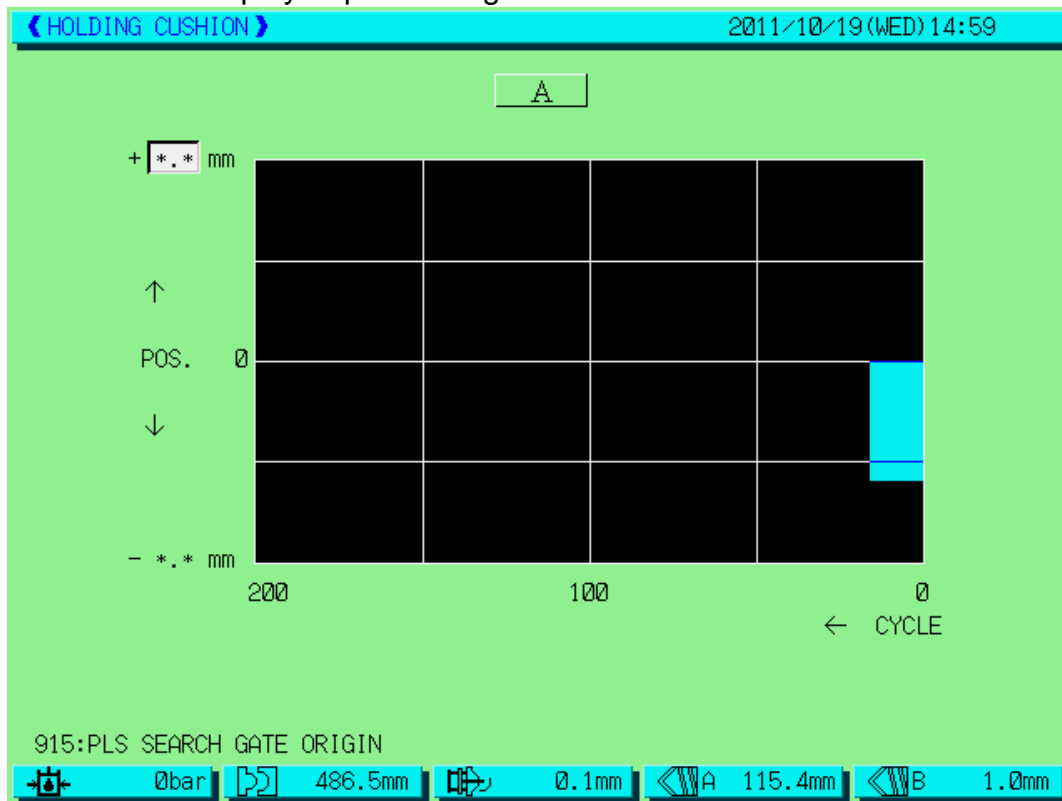 ❰HOLDING CUSHION❱ 2011/10/19(WED)14:59
A
+ *.* mm
↑
POS. 0
↓
- *.* mm
200 100 0
← CYCLE
915:PLS SEARCH GATE ORIGIN
0bar 486.5mm 0.1mm A 115.4mm B 1.0mm